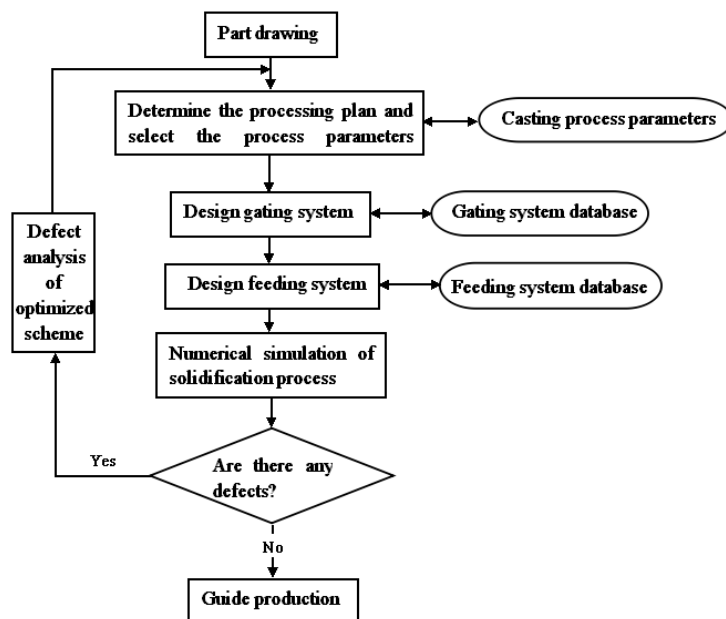 Part drawing
Determine the processing plan and
select the process parameters
Casting process parameters
Design gating system
Gating system database
Defect
analysis
of
optimized
scheme
Design feeding system
Feeding system database
Numerical simulation of
solidification process
Yes
Are there any
defects?
No
Guide production